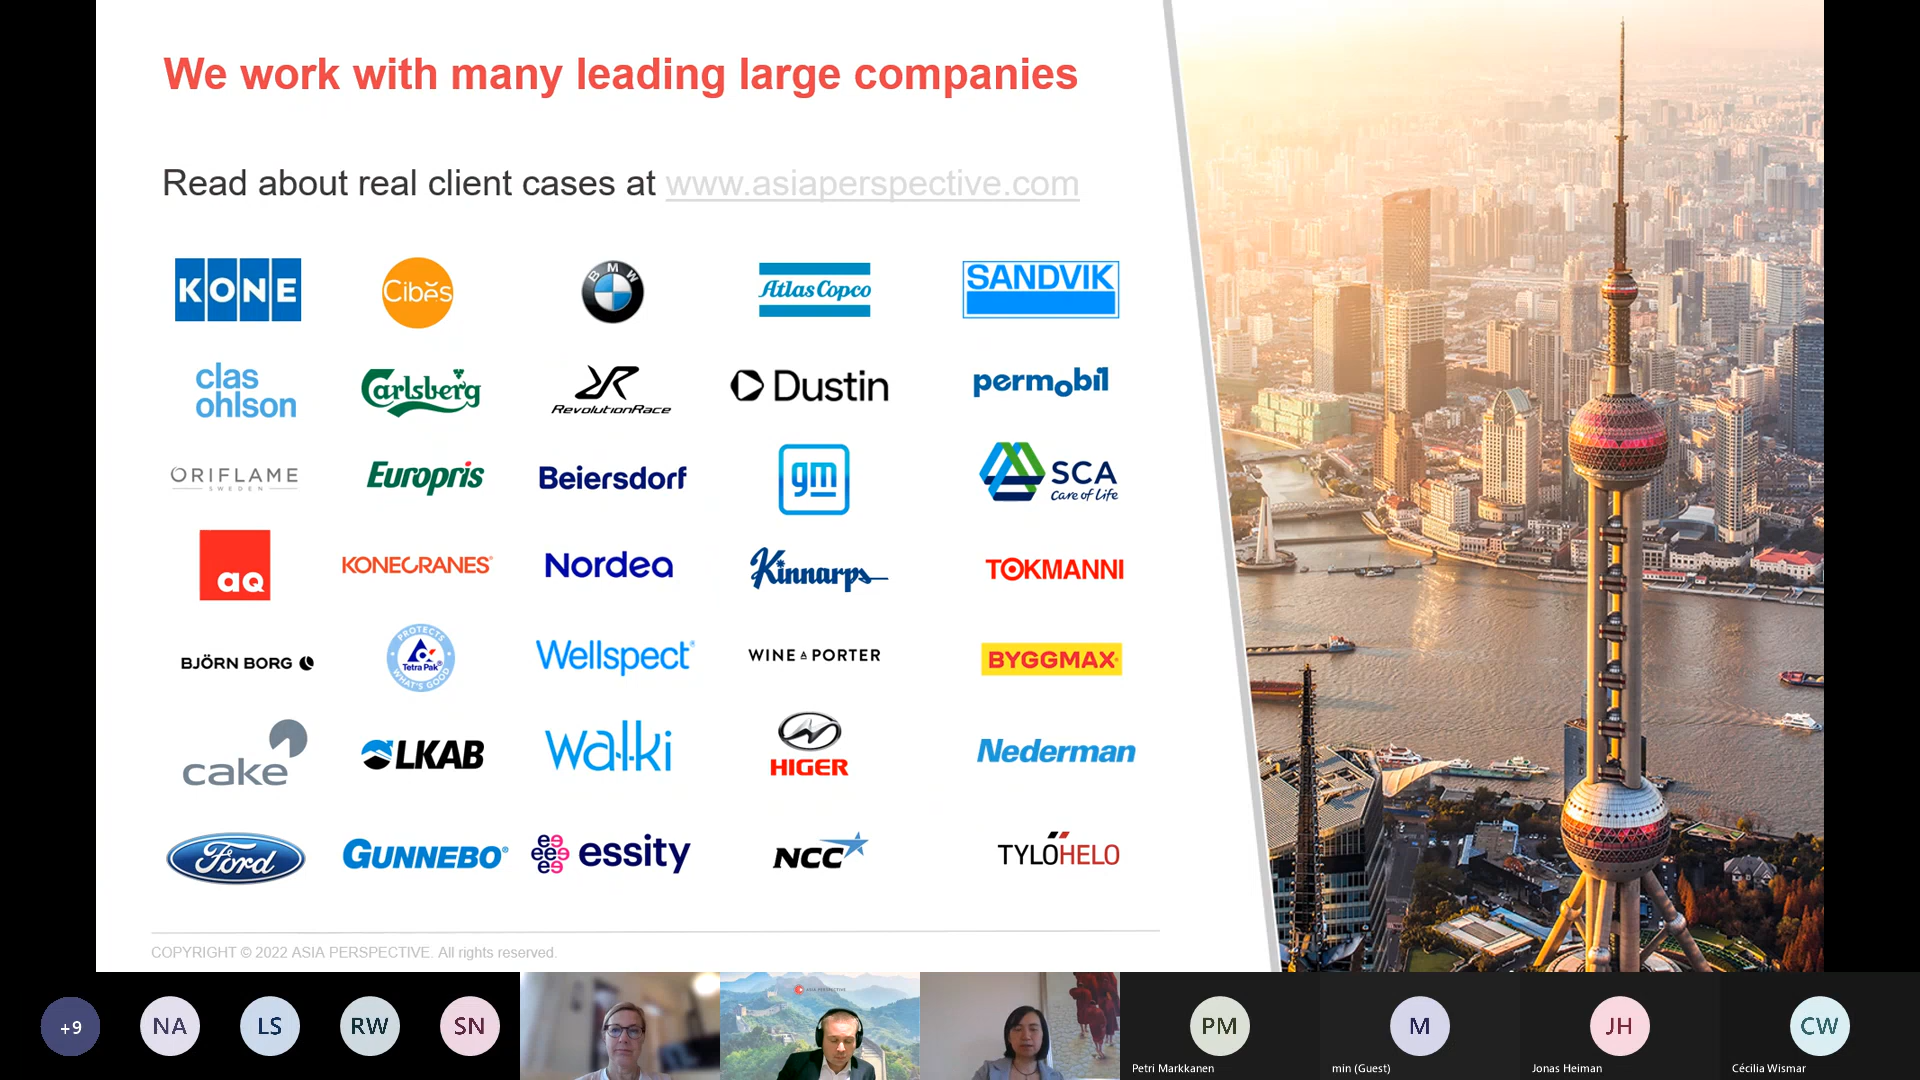 We work with many leading large companies
Read about real client cases at www.asiaperspective.com
KONE
Cibes
BMW
Atlas Copco
SANDVIK
clas
ohlson
Carlsberg
RevolutionRace
Dustin
permobil
ORIFLAME
SWEDEN
Europris
Beiersdorf
gm
SCA
Care of Life
aQ
KONECRANES®
Nordea
Kinnarps
TOKMANNI
BJÖRN BORG
PROTECTS
Tetra Pak®
WHAT'S GOOD
Wellspect®
WINE & PORTER
BYGGMAX®
cake
LKAB
walki
HIGER
Nederman
Ford
GUNNEBO®
essity
NCC
TYLÖHELO
COPYRIGHT © 2022 ASIA PERSPECTIVE. All rights reserved.
+9
NA
LS
RW
SN
ASIA PERSPECTIVE
PM
Petri Markkanen
M
min (Guest)
JH
Jonas Heiman
CW
Cécilia Wismar